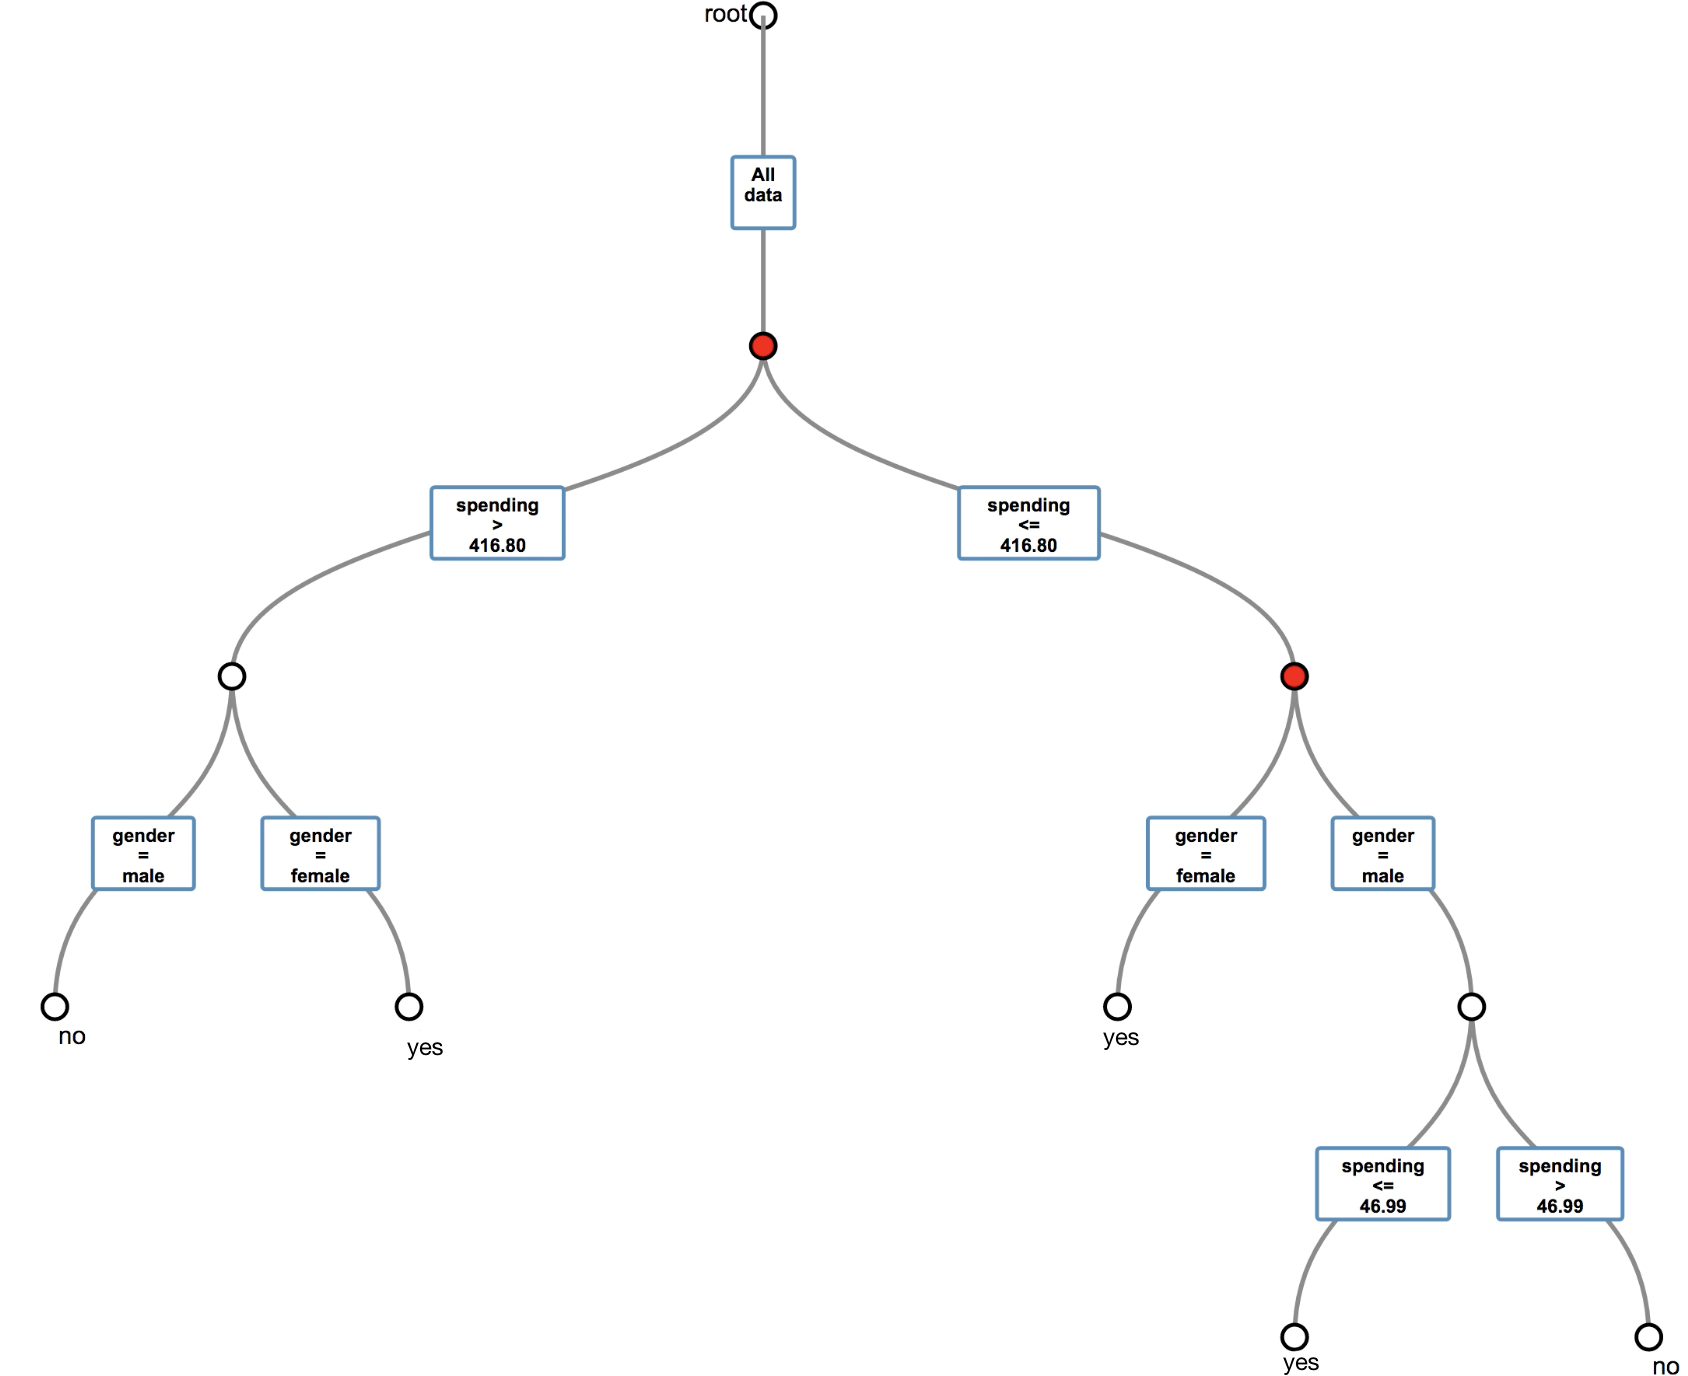 root
All
data
spending
>
416.80
spending
<=
416.80
gender
=
male
gender
=
female
gender
=
female
gender
=
male
no
yes
yes
spending
<=
46.99
spending
>
46.99
yes
no